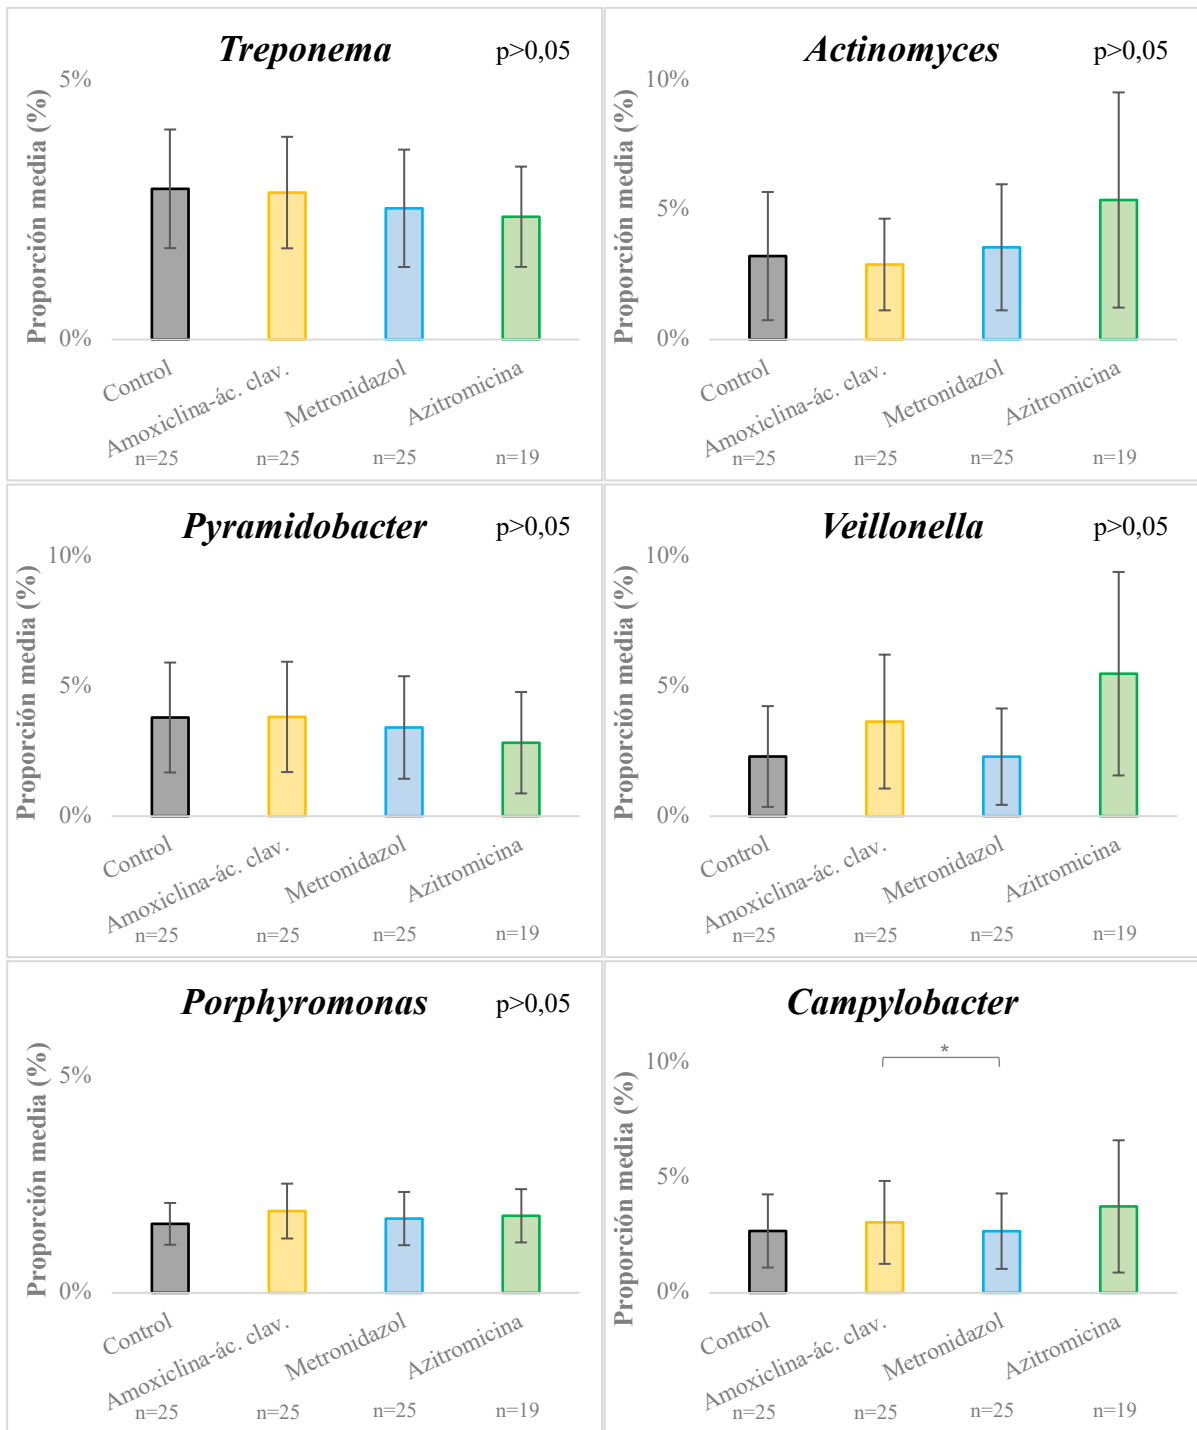 Treponema
p>0,05
Proporción media (%)
5%
0%
Control
Amoxiclina-ác. clav.
Metronidazol
Azitromicina
n=25
n=25
n=25
n=19
Actinomyces
p>0,05
Proporción media (%)
10%
5%
0%
Control
Amoxiclina-ác. clav.
Metronidazol
Azitromicina
n=25
n=25
n=25
n=19
Pyramidobacter
p>0,05
Proporción media (%)
10%
5%
0%
Control
Amoxiclina-ác. clav.
Metronidazol
Azitromicina
n=25
n=25
n=25
n=19
Veillonella
p>0,05
Proporción media (%)
10%
5%
0%
Control
Amoxiclina-ác. clav.
Metronidazol
Azitromicina
n=25
n=25
n=25
n=19
Porphyromonas
p>0,05
Proporción media (%)
5%
0%
Control
Amoxiclina-ác. clav.
Metronidazol
Azitromicina
n=25
n=25
n=25
n=19
Campylobacter
*
Proporción media (%)
10%
5%
0%
Control
Amoxiclina-ác. clav.
Metronidazol
Azitromicina
n=25
n=25
n=25
n=19